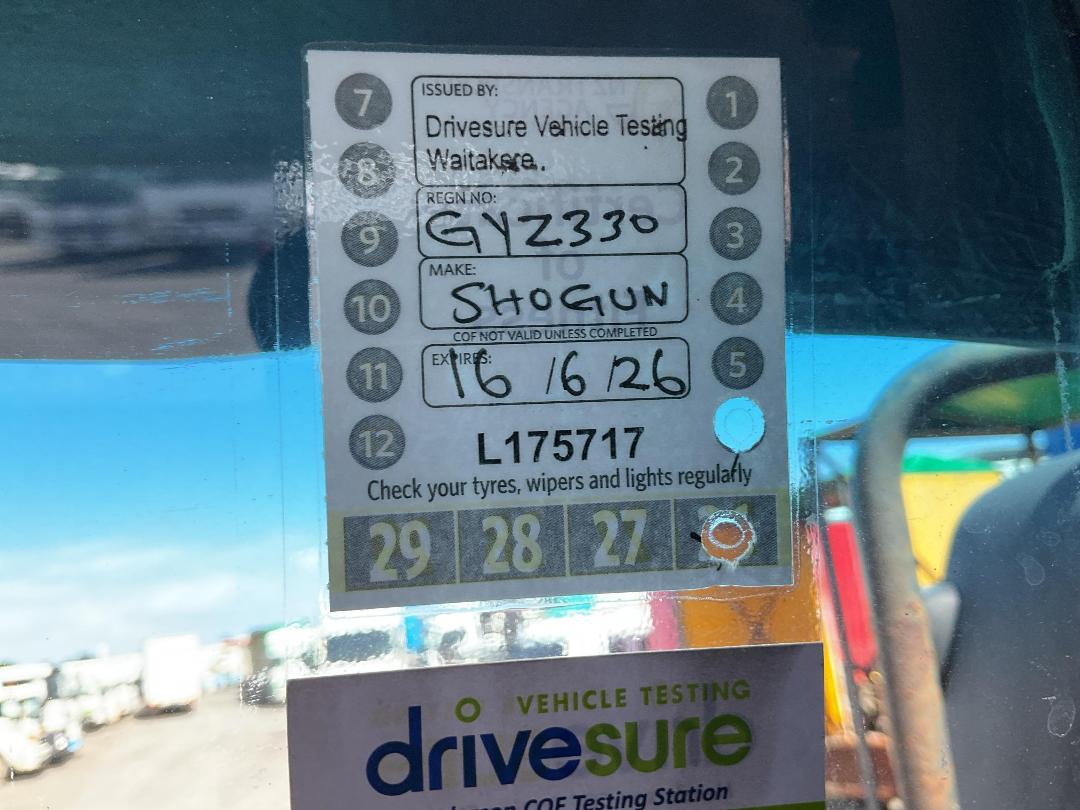 7
ISSUED BY:
1
Drivesure Vehicle Testing
8
Waitakere.
2
REGN NO:
9
GYZ330
3
MAKE:
10
SHOGUN
4
COF NOT VALID UNLESS COMPLETED
EXPIRES:
11
16 /6 /26
5
12
L175717
Check your tyres, wipers and lights regularly
29 28 27
VEHICLE TESTING
drivesure
COF Testing Station